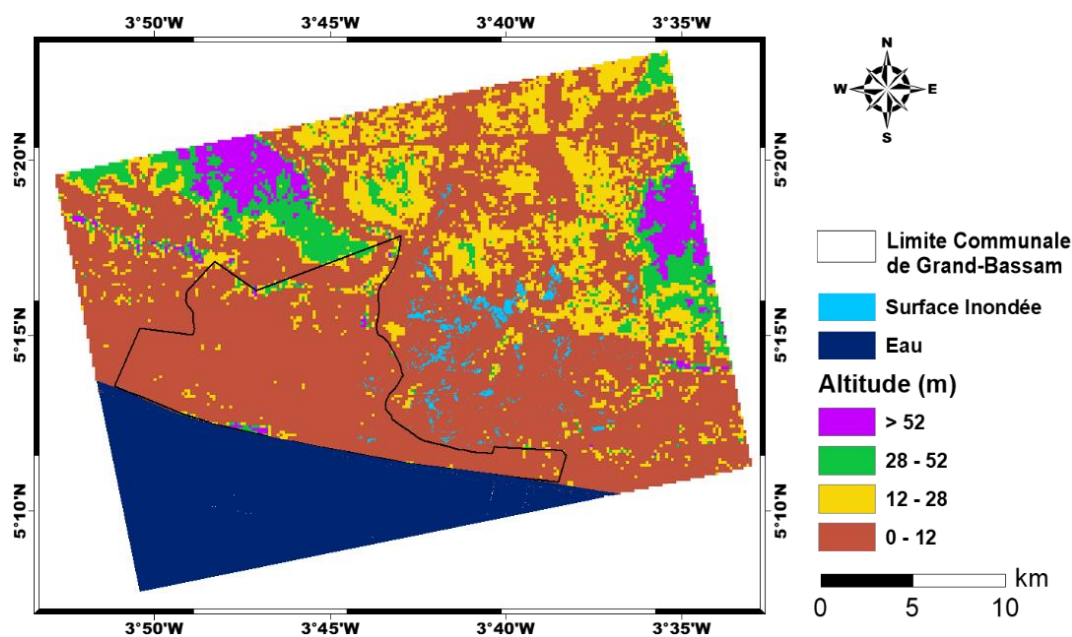 3°50'W 3°45'W 3°40'W 3°35'W
5°20'N 5°20'N
5°15'N 5°15'N
5°10'N 5°10'N
3°50'W 3°45'W 3°40'W 3°35'W
N
W E
S
Limite Communale
de Grand-Bassam
Surface Inondée
Eau
Altitude (m)
> 52
28 - 52
12 - 28
0 - 12
km
0 5 10